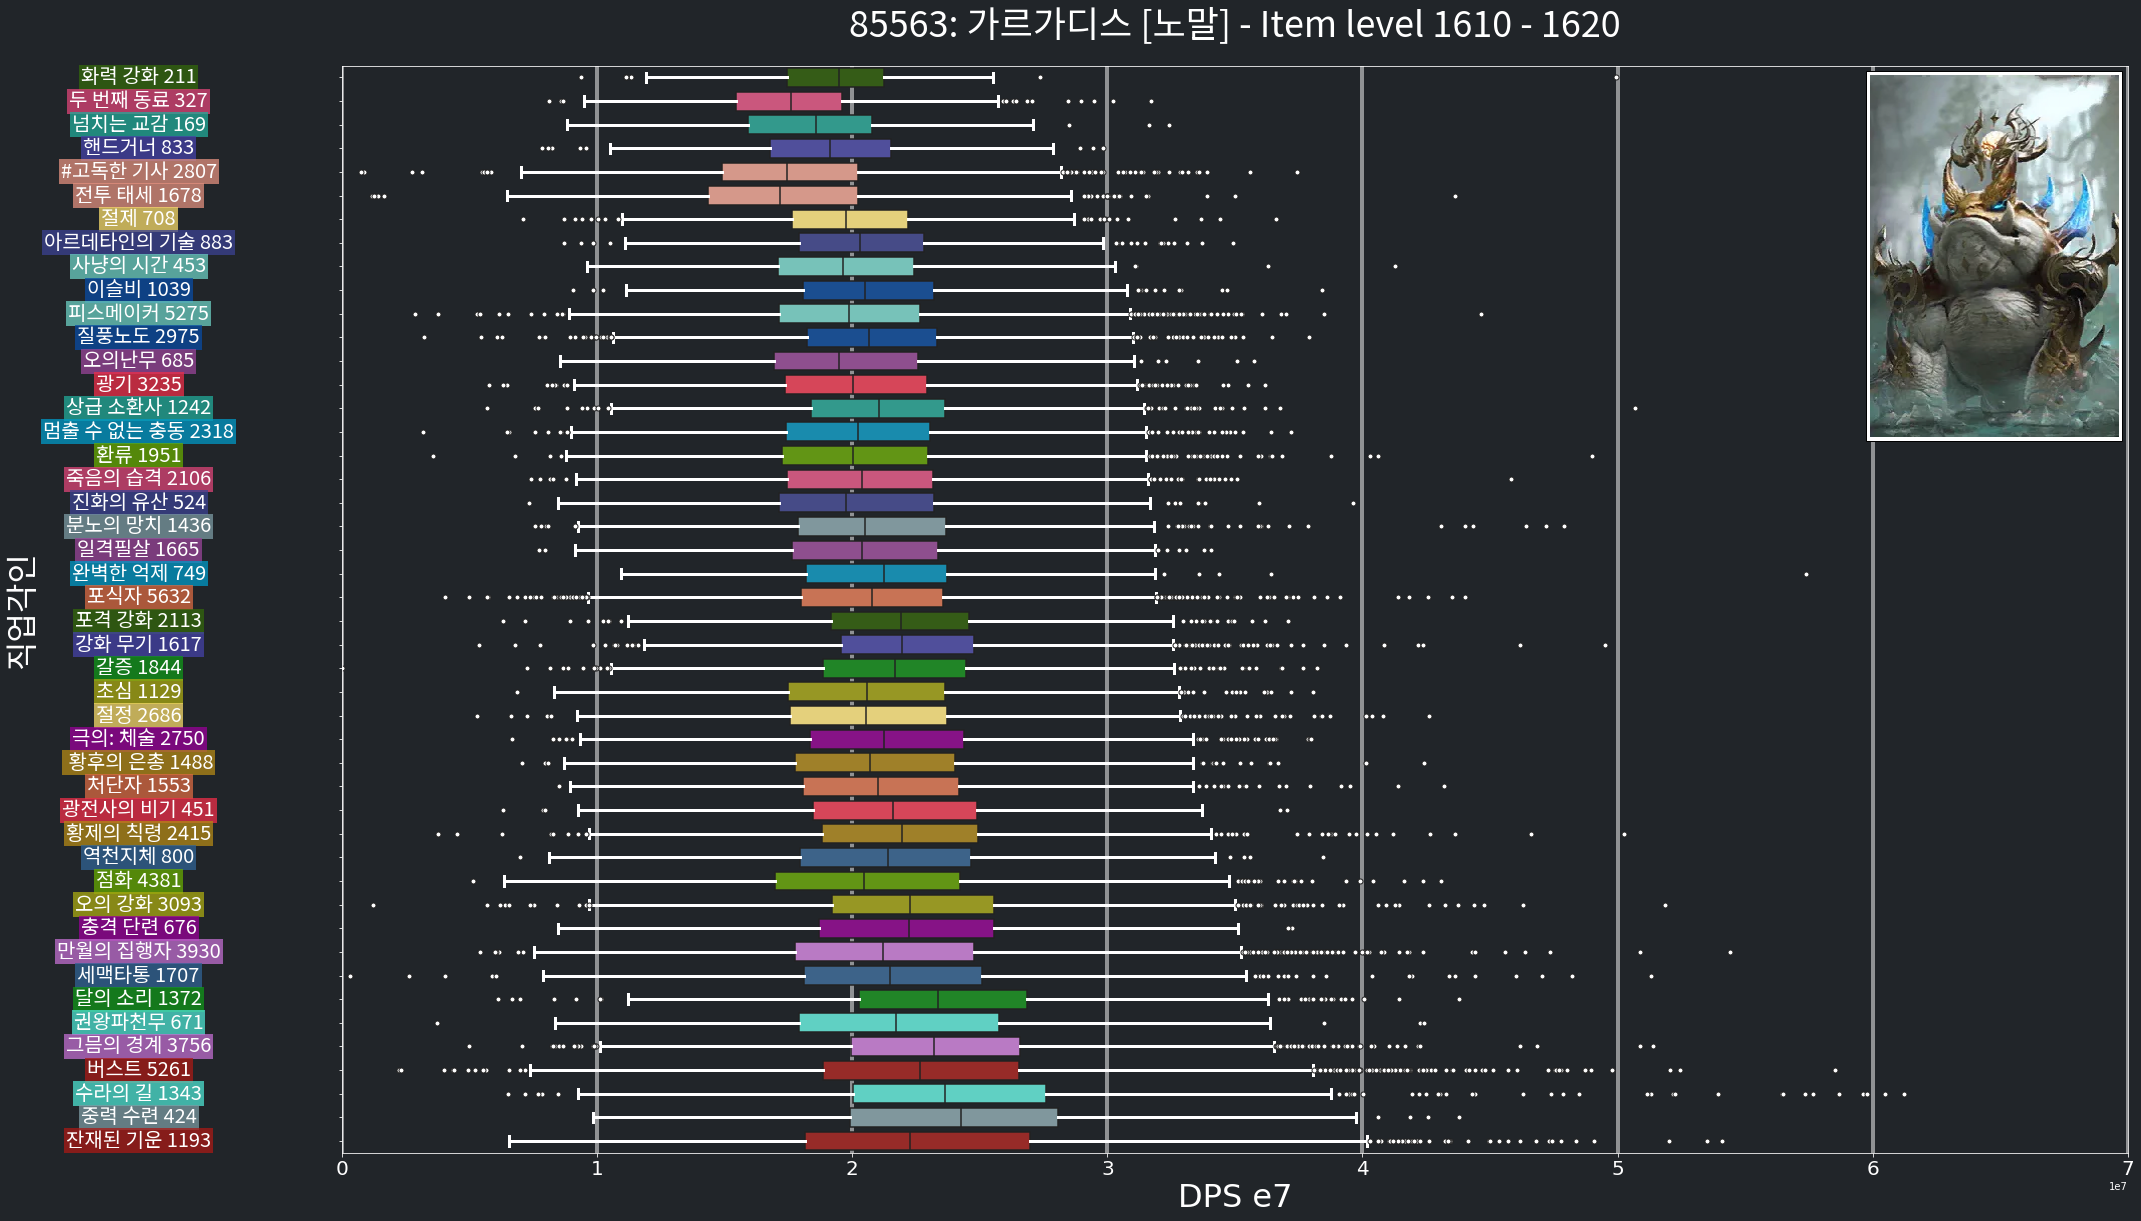 85563: 가르가디스 [노말] - Item level 1610 - 1620
화력 강화 211
두 번째 동료 327
넘치는 교감 169
핸드거너 833
#고독한 기사 2807
전투 태세 1678
절제 708
아르데타인의 기술 883
사냥의 시간 453
이슬비 1039
피스메이커 5275
질풍노도 2975
오의난무 685
광기 3235
상급 소환사 1242
멈출 수 없는 충동 2318
환류 1951
죽음의 습격 2106
진화의 유산 524
분노의 망치 1436
일격필살 1665
완벽한 억제 749
포식자 5632
포격 강화 2113
강화 무기 1617
갈증 1844
초심 1129
절정 2686
극의: 체술 2750
황후의 은총 1488
처단자 1553
광전사의 비기 451
황제의 칙령 2415
역천지체 800
점화 4381
오의 강화 3093
충격 단련 676
만월의 집행자 3930
세맥타통 1707
달의 소리 1372
권왕파천무 671
그믐의 경계 3756
버스트 5261
수라의 길 1343
중력 수련 424
잔재된 기운 1193
직업각인
0 1 2 3 4 5 6 7
1e7
DPS e7